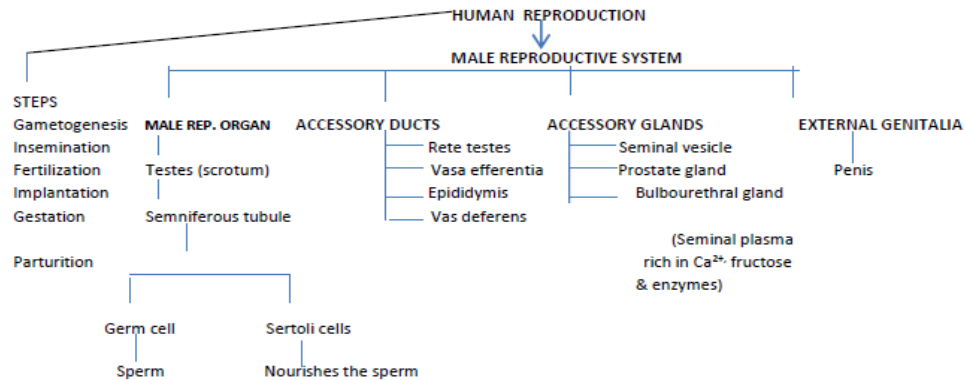 HUMAN REPRODUCTION
MALE REPRODUCTIVE SYSTEM
STEPS
Gametogenesis
Insemination
Fertilization
Implantation
Gestation
Parturition
MALE REP. ORGAN
Testes (scrotum)
Semniferous tubule
Germ cell
Sperm
Sertoli cells
Nourishes the sperm
ACCESSORY DUCTS
Rete testes
Vasa efferentia
Epididymis
Vas deferens
ACCESSORY GLANDS
Seminal vesicle
Prostate gland
Bulbourethral gland
(Seminal plasma
rich in Ca²⁺, fructose
& enzymes)
EXTERNAL GENITALIA
Penis